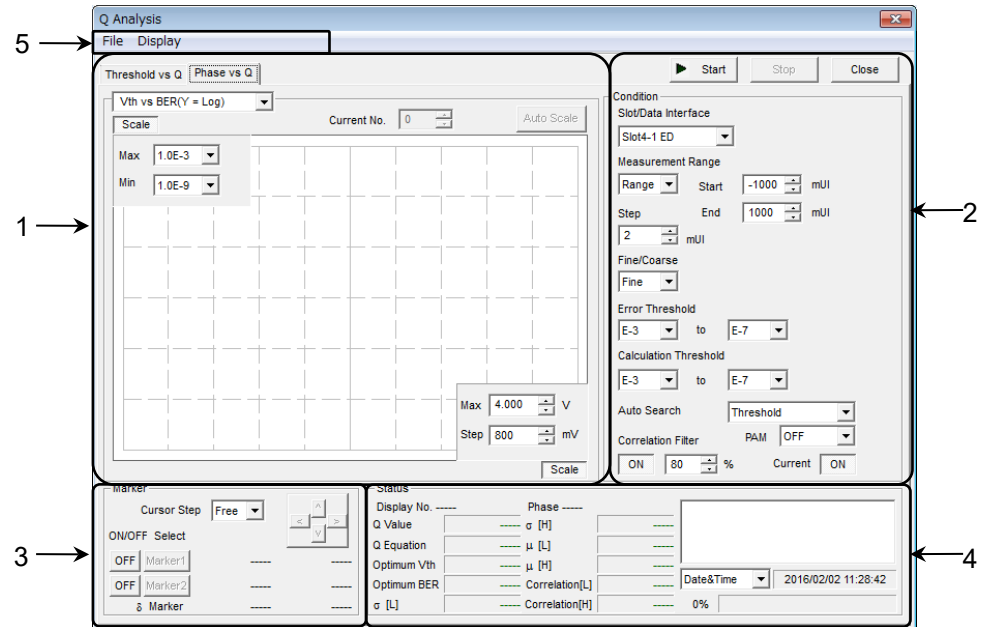 Q Analysis
5
File Display
Threshold vs Q Phase vs Q
Start Stop Close
Vth vs BER(Y = Log)
Scale
Current No. 0
Auto Scale
Max 1.0E-3
Min 1.0E-9
1
Max 4.000 V
Step 800 mV
Scale
Condition
Slot/Data Interface
Slot4-1 ED
Measurement Range
Range Start -1000 mUI
Step End 1000 mUI
2 mUI
2
Fine/Coarse
Fine
Error Threshold
E-3 to E-7
Calculation Threshold
E-3 to E-7
Auto Search Threshold
PAM OFF
Correlation Filter
ON 80 % Current ON
Marker
Cursor Step Free
^
< >
v
ON/OFF Select
3
OFF Marker1 ----- -----
OFF Marker2 ----- -----
δ Marker ----- -----
Status
Display No. ----- Phase -----
Q Value ----- σ [H] -----
Q Equation ----- μ [L] -----
Optimum Vth ----- μ [H] -----
Optimum BER ----- Correlation[L] -----
σ [L] ----- Correlation[H] -----
4
Date&Time 2016/02/02 11:28:42
0%